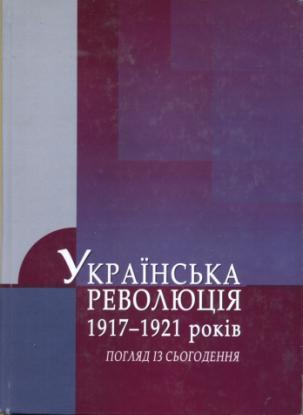 УКРАЇНСЬКА
РЕВОЛЮЦІЯ
1917–1921 років
ПОГЛЯД ІЗ СЬОГОДЕННЯ